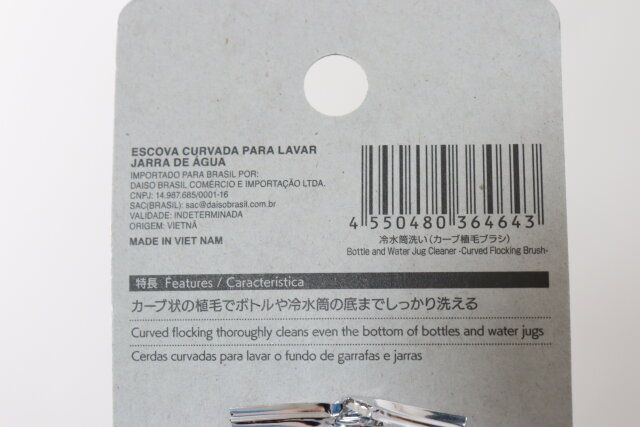 ESCOVA CURVADA PARA LAVAR
JARRA DE ÁGUA
IMPORTADO PARA BRASIL POR:
DAISO BRASIL COMÉRCIO E IMPORTAÇÃO LTDA.
CNPJ: 14.987.685/0001-16
SAC(BRASIL): sac@daisobrasil.com.br
VALIDADE: INDETERMINADA
ORIGEM: VIETNÃ
MADE IN VIET NAM
4 550480 364643
冷水筒洗い(カーブ植毛ブラシ)
Bottle and Water Jug Cleaner -Curved Flocking Brush-
特長 Features / Característica
カーブ状の植毛でボトルや冷水筒の底までしっかり洗える
Curved flocking thoroughly cleans even the bottom of bottles and water jugs
Cerdas curvadas para lavar o fundo de garrafas e jarras